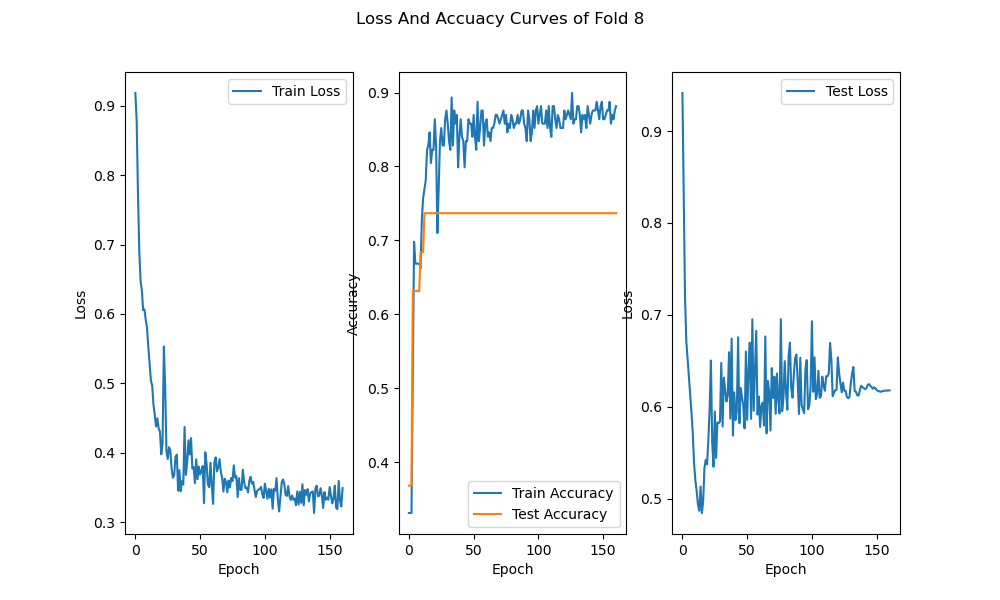 Loss And Accuacy Curves of Fold 8
Train Loss
0.9
0.8
0.7
0.6
0.5
0.4
0.3
Loss
0 50 100 150
Epoch
0.9
0.8
0.7
0.6
0.5
0.4
Accuracy
Train Accuracy
Test Accuracy
0 50 100 150
Epoch
Test Loss
0.9
0.8
0.7
0.6
0.5
Loss
0 50 100 150
Epoch